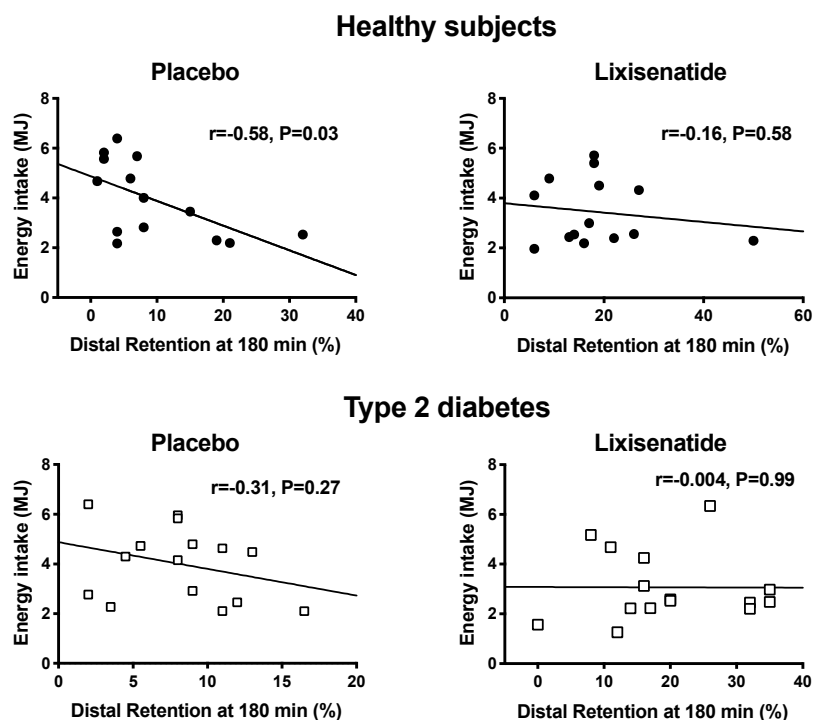 Healthy subjects
Placebo
r=-0.58, P=0.03
Energy intake (MJ)
8
6
4
2
0
0 10 20 30 40
Distal Retention at 180 min (%)
Lixisenatide
r=-0.16, P=0.58
Energy intake (MJ)
8
6
4
2
0
0 20 40 60
Distal Retention at 180 min (%)
Type 2 diabetes
Placebo
r=-0.31, P=0.27
Energy intake (MJ)
8
6
4
2
0
0 5 10 15 20
Distal Retention at 180 min (%)
Lixisenatide
r=-0.004, P=0.99
Energy intake (MJ)
8
6
4
2
0
0 10 20 30 40
Distal Retention at 180 min (%)